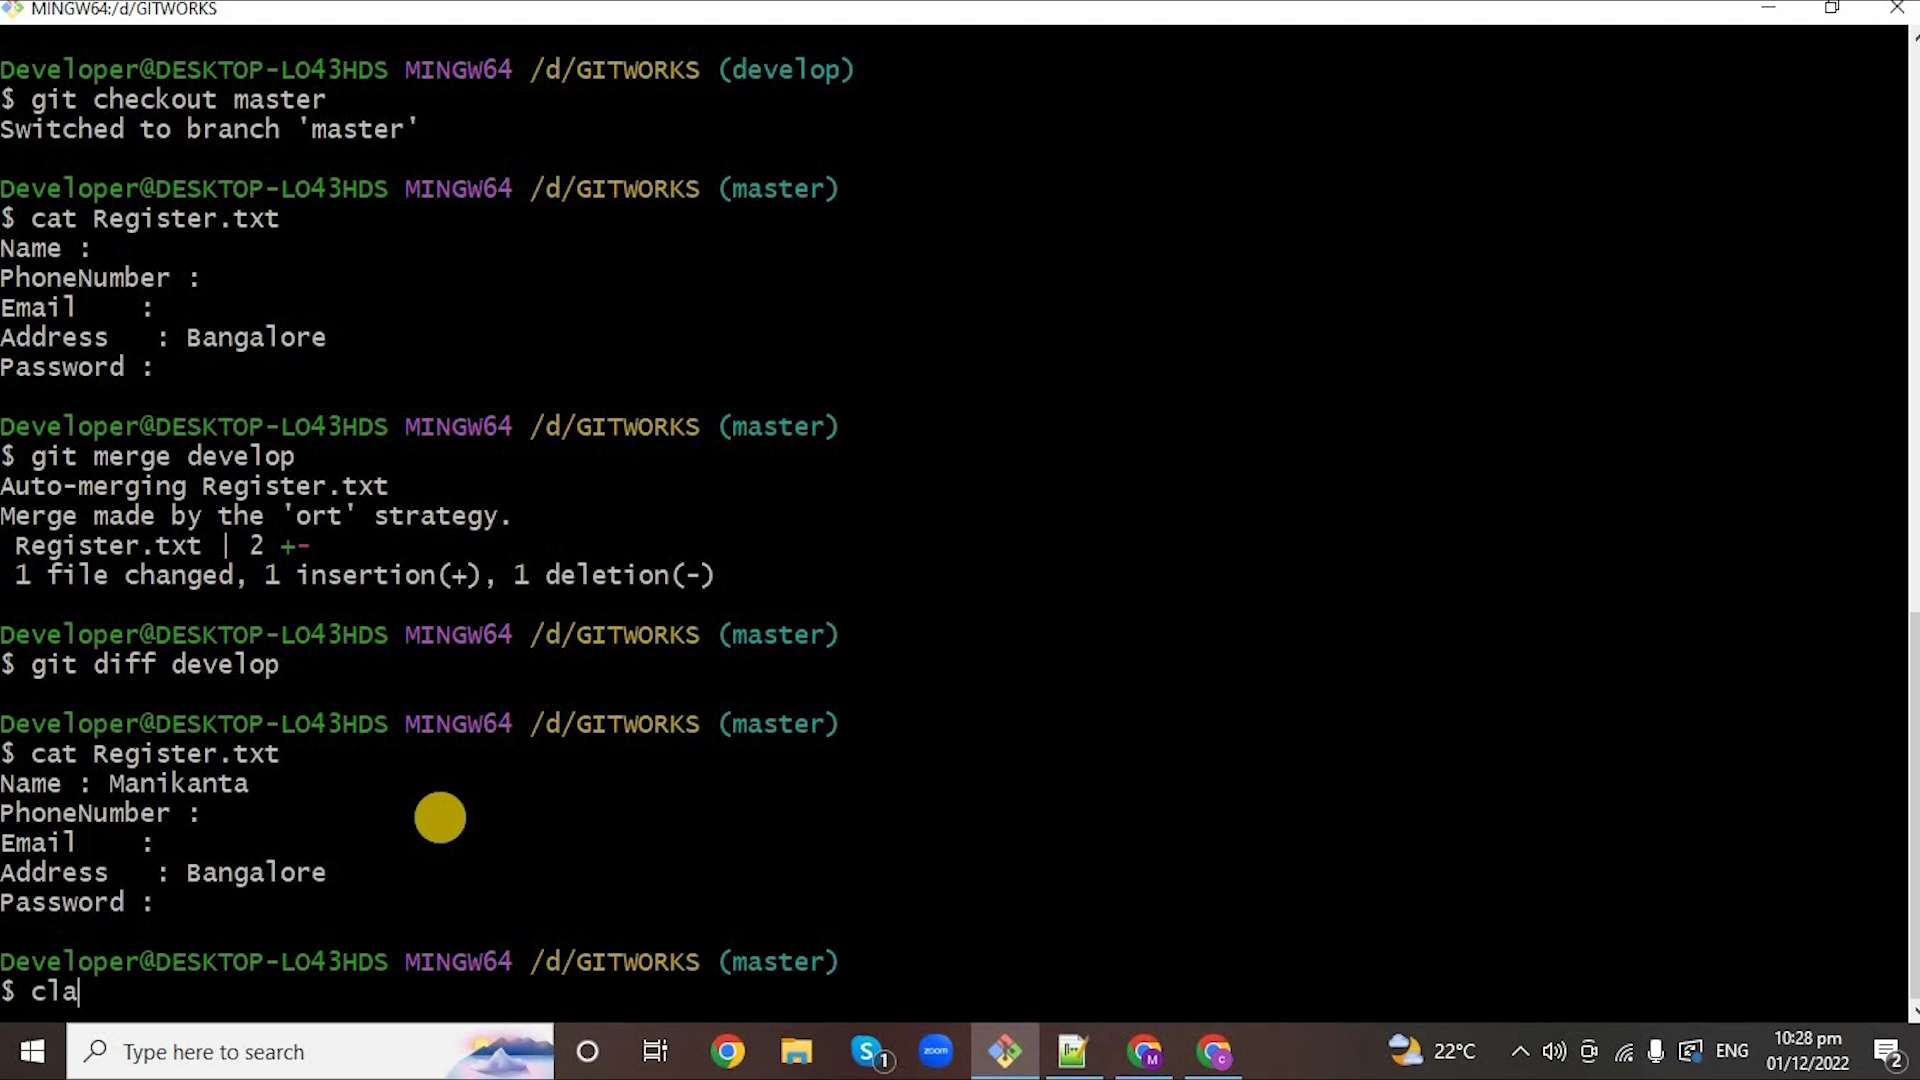 MINGW64:/d/GITWORKS
Developer@DESKTOP-LO43HDS MINGW64 /d/GITWORKS (develop)
$ git checkout master
Switched to branch 'master'
Developer@DESKTOP-LO43HDS MINGW64 /d/GITWORKS (master)
$ cat Register.txt
Name :
PhoneNumber :
Email    :
Address   : Bangalore
Password :
Developer@DESKTOP-LO43HDS MINGW64 /d/GITWORKS (master)
$ git merge develop
Auto-merging Register.txt
Merge made by the 'ort' strategy.
 Register.txt | 2 +-
 1 file changed, 1 insertion(+), 1 deletion(-)
Developer@DESKTOP-LO43HDS MINGW64 /d/GITWORKS (master)
$ git diff develop
Developer@DESKTOP-LO43HDS MINGW64 /d/GITWORKS (master)
$ cat Register.txt
Name : Manikanta
PhoneNumber :
Email    :
Address   : Bangalore
Password :
Developer@DESKTOP-LO43HDS MINGW64 /d/GITWORKS (master)
$ cla
Type here to search
S
1
zoom
M
C
22°C
ENG
10:28 pm
01/12/2022
2